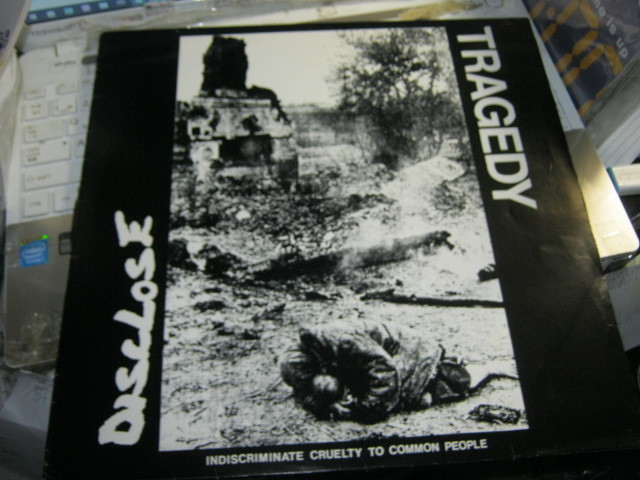 TRAGEDY
DISCLOSE
INDISCRIMINATE CRUELTY TO COMMON PEOPLE